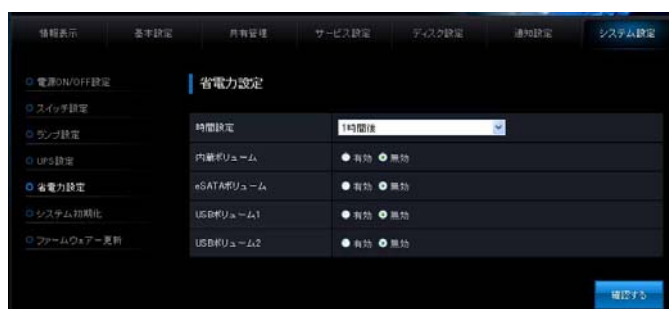 情報表示 基本設定 共有管理 サービス設定 ディスク設定 通知設定 システム設定
電源ON/OFF設定
スイッチ設定
ランプ設定
UPS設定
省電力設定
システム初期化
ファームウェアー更新
省電力設定
時間設定 1時間後
内蔵ボリューム 有効 無効
eSATAボリューム 有効 無効
USBボリューム1 有効 無効
USBボリューム2 有効 無効
確認する